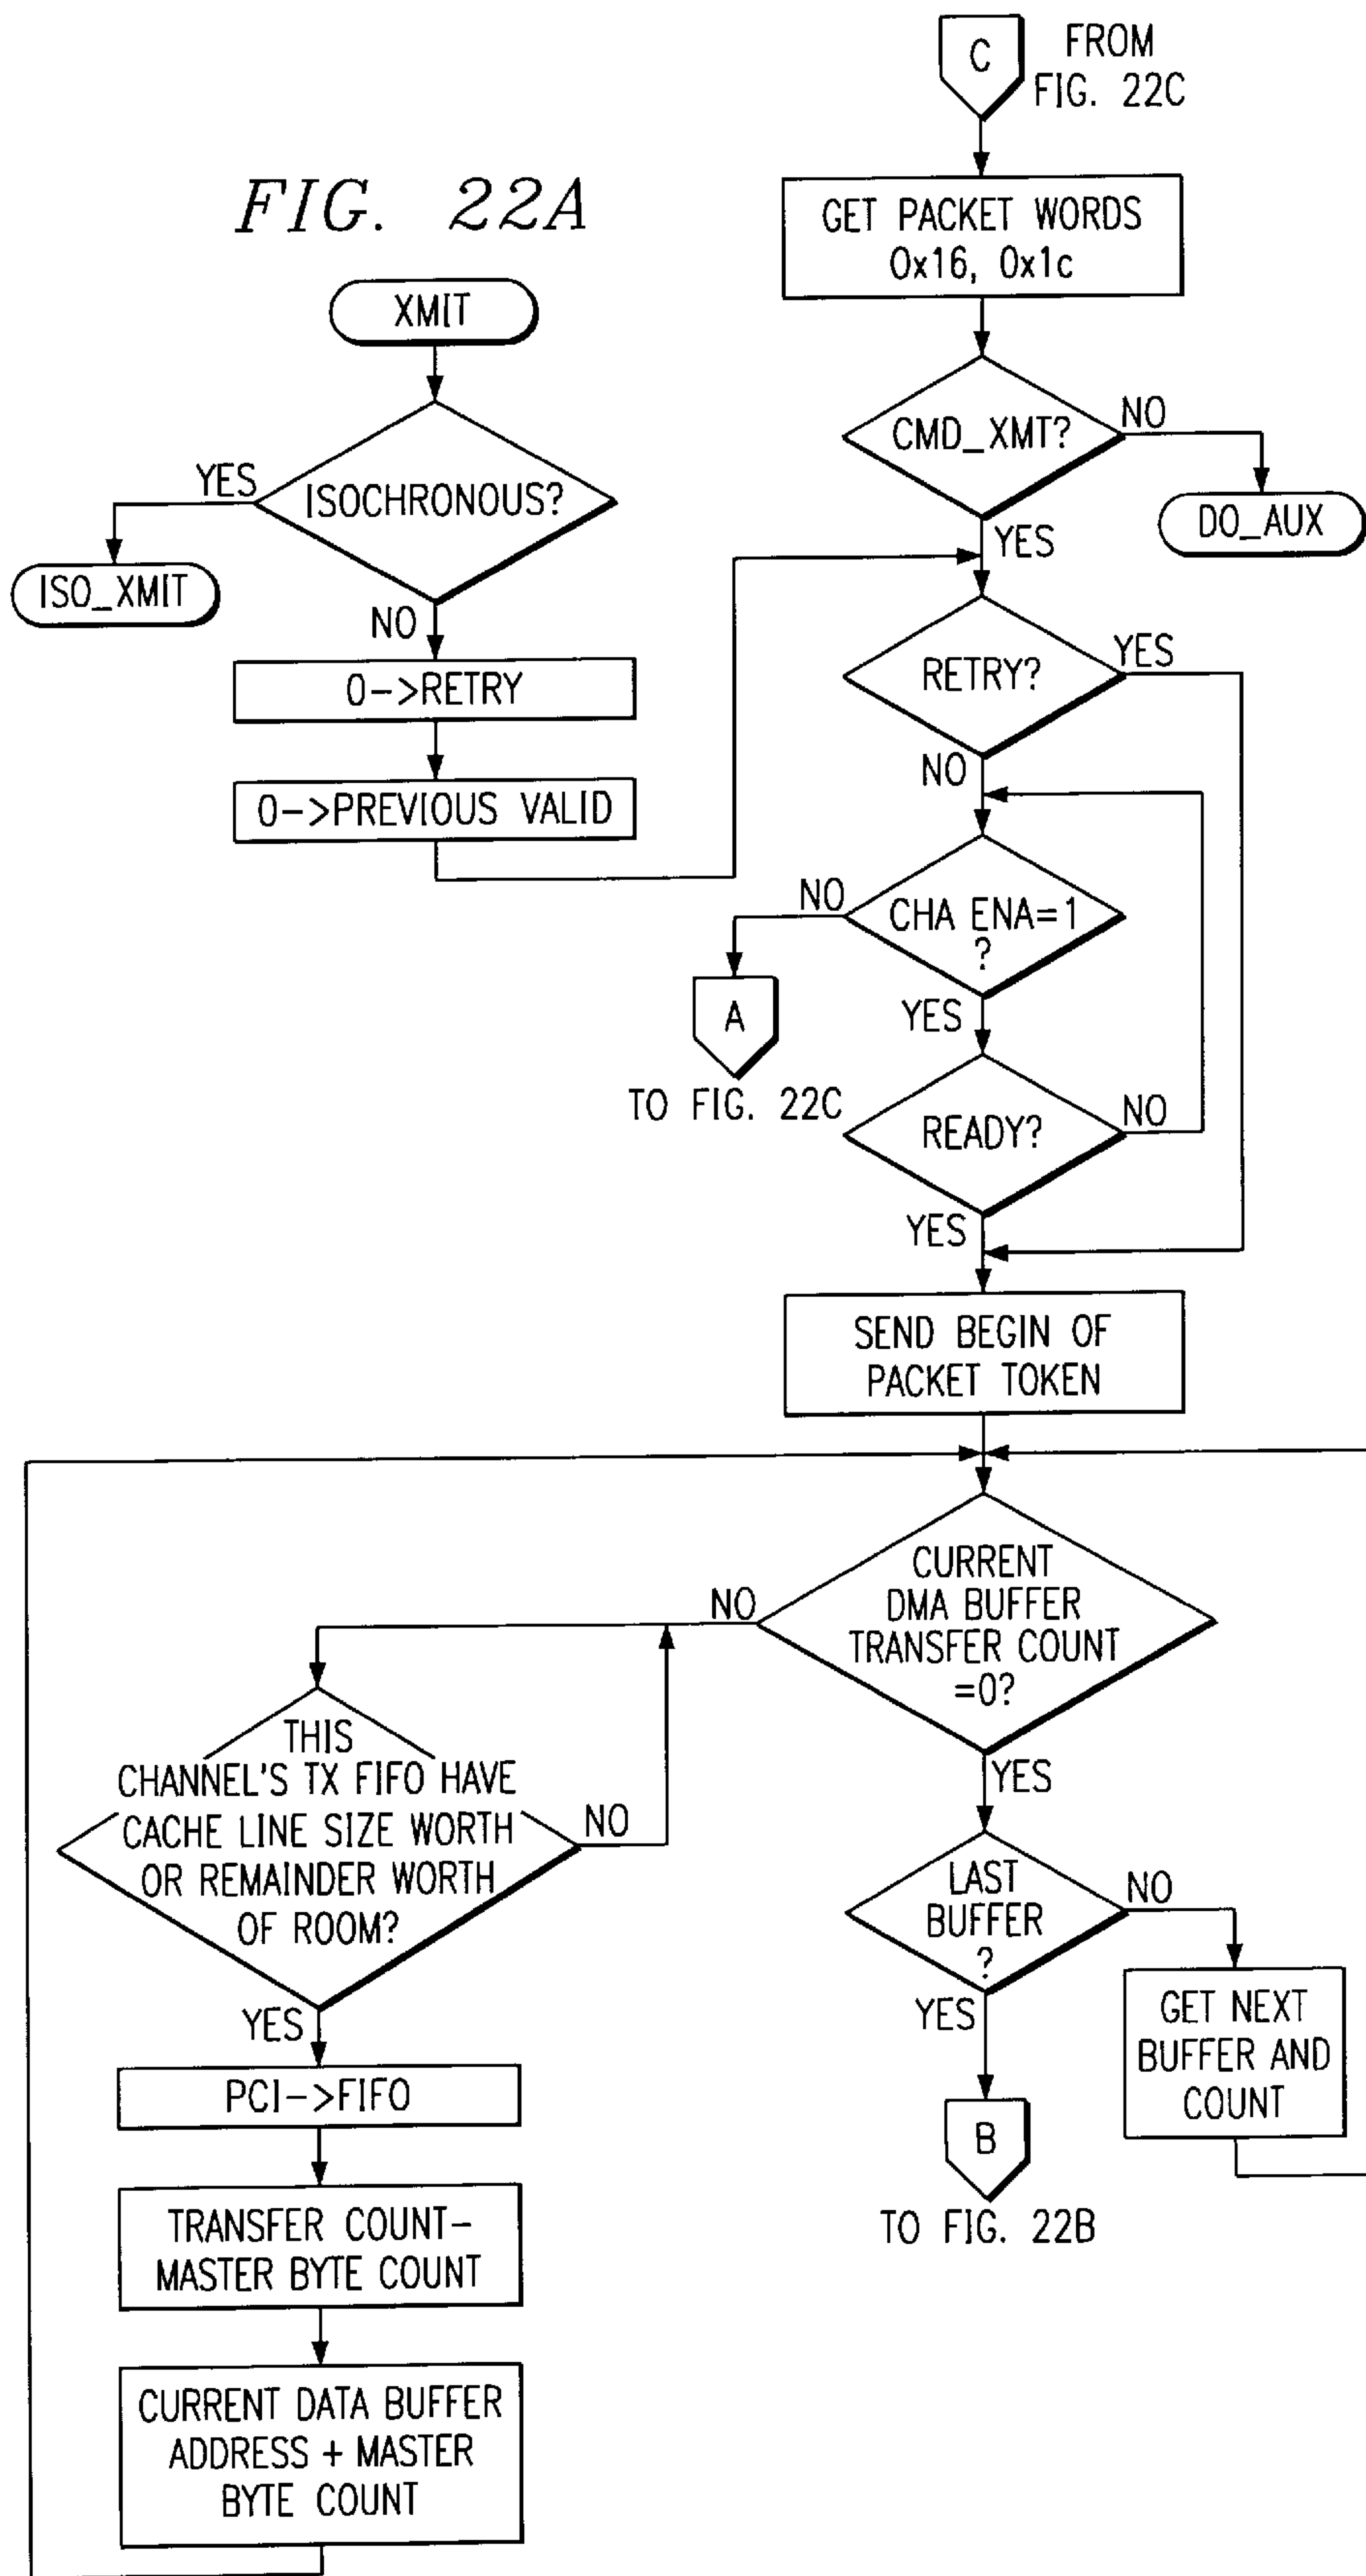 FIG. 22A
XMIT
ISOCHRONOUS?
YES
ISO_XMIT
NO
0->RETRY
0->PREVIOUS VALID
C
FROM
FIG. 22C
GET PACKET WORDS
0x16, 0x1c
CMD_XMT?
NO
DO_AUX
YES
RETRY?
YES
NO
CHA ENA=1
?
NO
A
TO FIG. 22C
YES
READY?
NO
YES
SEND BEGIN OF
PACKET TOKEN
CURRENT
DMA BUFFER
TRANSFER COUNT
=0?
NO
THIS
CHANNEL'S TX FIFO HAVE
CACHE LINE SIZE WORTH
OR REMAINDER WORTH
OF ROOM?
NO
YES
PCI->FIFO
TRANSFER COUNT-
MASTER BYTE COUNT
CURRENT DATA BUFFER
ADDRESS + MASTER
BYTE COUNT
YES
LAST
BUFFER
?
NO
GET NEXT
BUFFER AND
COUNT
YES
B
TO FIG. 22B